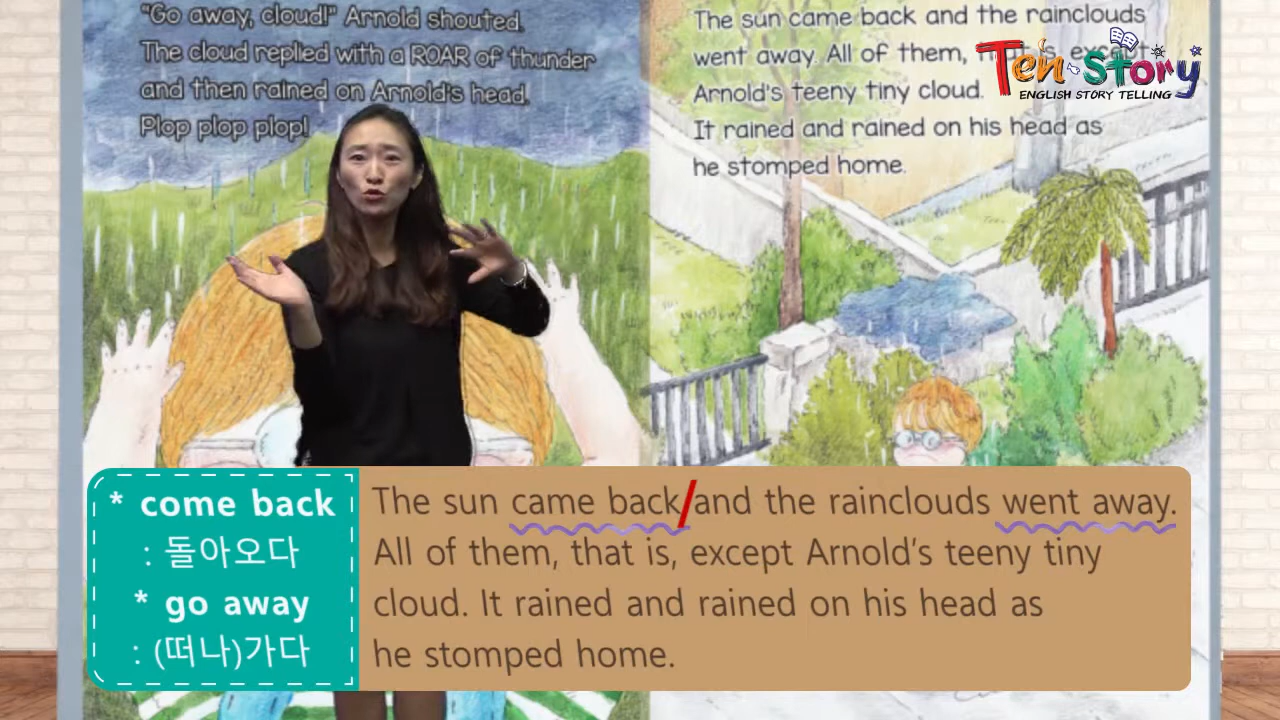 "Go away, cloud!" Arnold shouted.
The cloud replied with a ROAR of thunder
and then rained on Arnold's head.
Plop plop plop!
The sun came back and the rainclouds
went away. All of them, that is, except
Arnold's teeny tiny cloud.
It rained and rained on his head as
he stomped home.
Ten Story
ENGLISH STORY TELLING
* come back
: 돌아오다
* go away
: (떠나)가다
The sun came back/and the rainclouds went away.
All of them, that is, except Arnold's teeny tiny
cloud. It rained and rained on his head as
he stomped home.